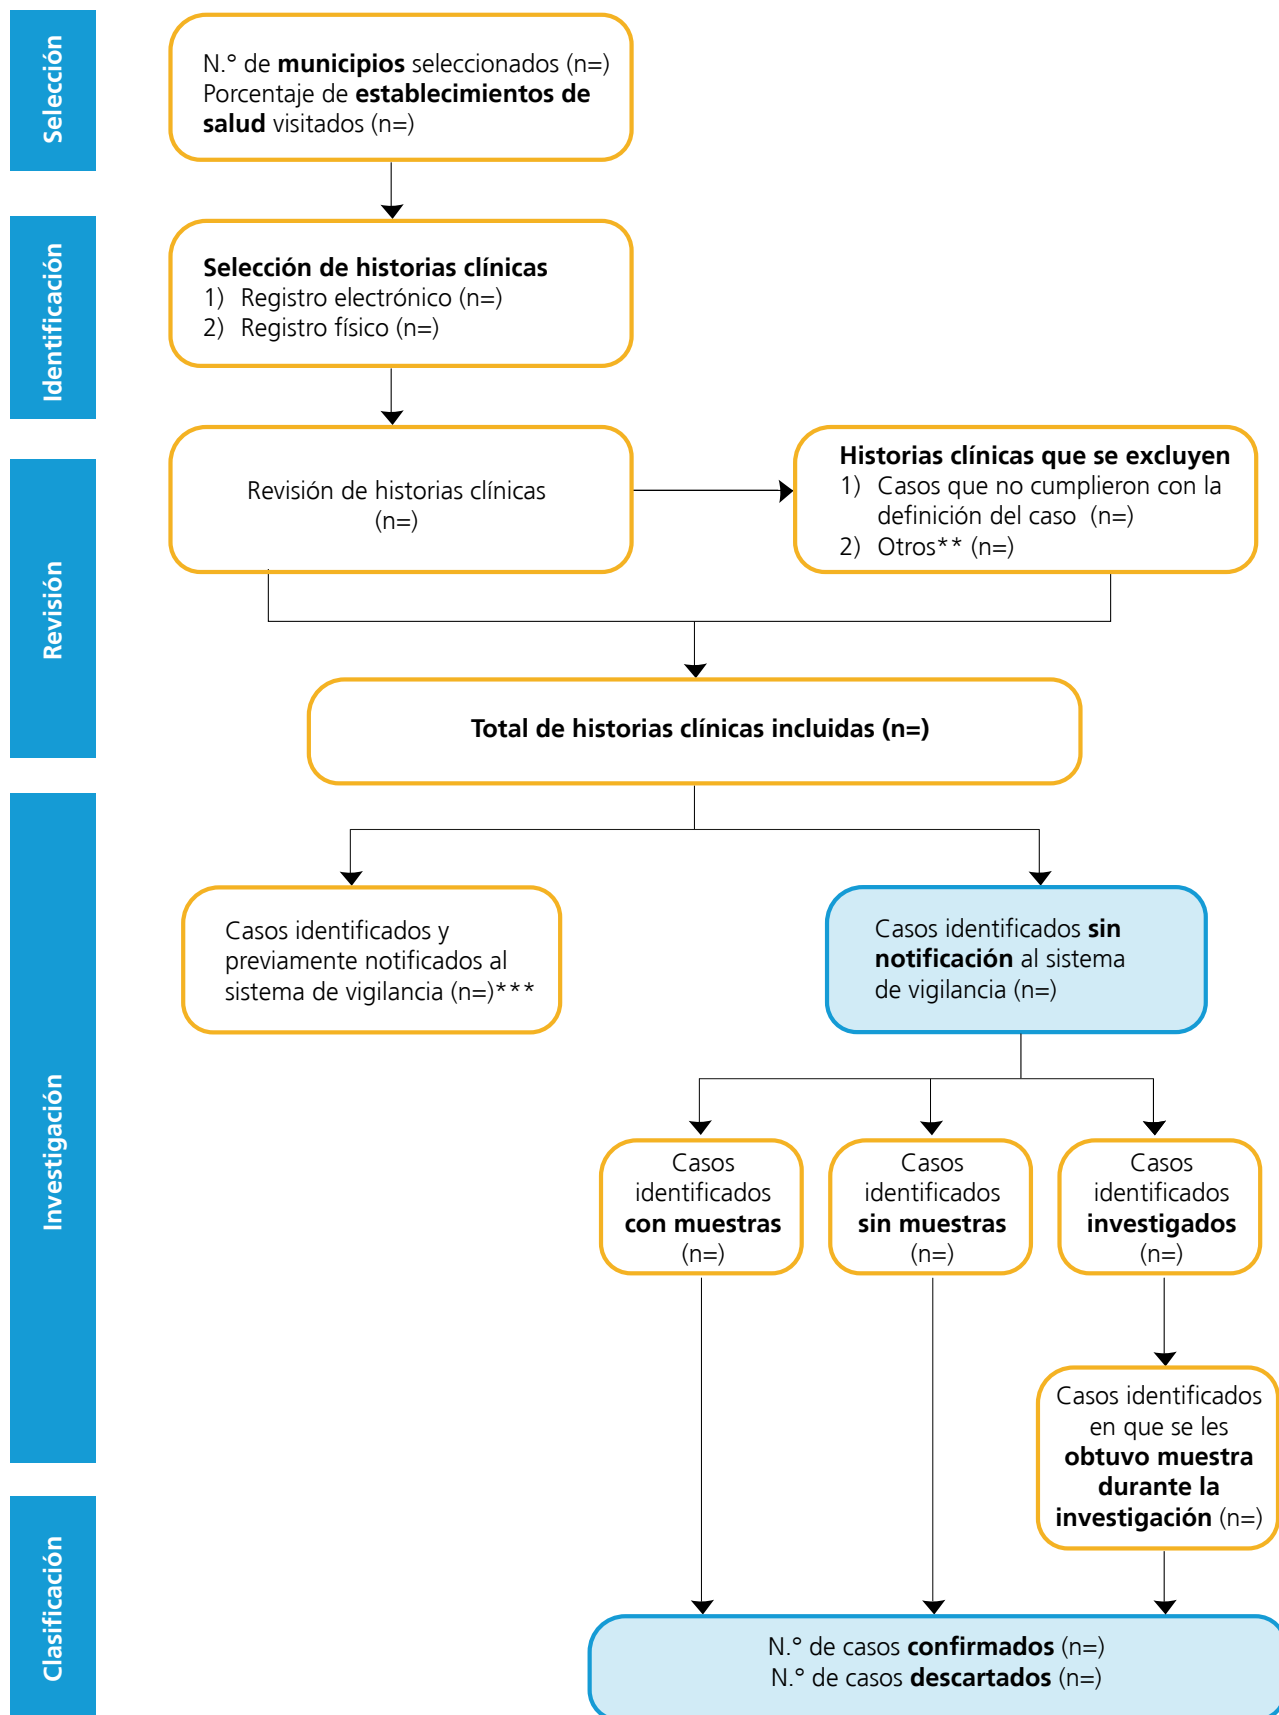 Selección
N.° de municipios seleccionados (n=)
Porcentaje de establecimientos de
salud visitados (n=)
Identificación
Selección de historias clínicas
1) Registro electrónico (n=)
2) Registro físico (n=)
Revisión
Revisión de historias clínicas
(n=)
Historias clínicas que se excluyen
1) Casos que no cumplieron con la
definición del caso (n=)
2) Otros** (n=)
Total de historias clínicas incluidas (n=)
Investigación
Casos identificados y
previamente notificados al
sistema de vigilancia (n=)***
Casos identificados sin
notificación al sistema
de vigilancia (n=)
Casos
identificados
con muestras
(n=)
Casos
identificados
sin muestras
(n=)
Casos
identificados
investigados
(n=)
Casos identificados
en que se les
obtuvo muestra
durante la
investigación (n=)
Clasificación
N.° de casos confirmados (n=)
N.° de casos descartados (n=)